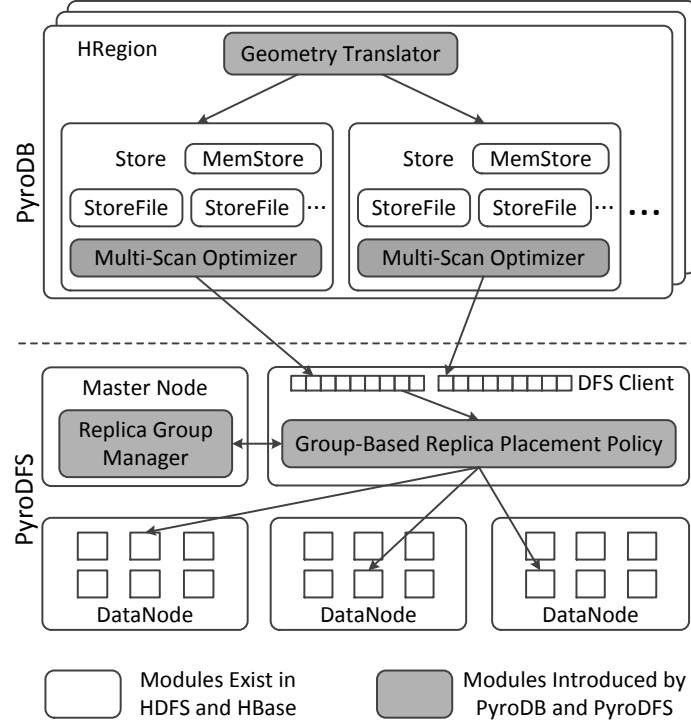 HRegion
Geometry Translator
PyroDB
Store
MemStore
StoreFile
StoreFile
...
Multi-Scan Optimizer
Store
MemStore
StoreFile
StoreFile
...
Multi-Scan Optimizer
...
PyroDFS
Master Node
Replica Group
Manager
DFS Client
Group-Based Replica Placement Policy
DataNode
DataNode
DataNode
Modules Exist in
HDFS and HBase
Modules Introduced by
PyroDB and PyroDFS